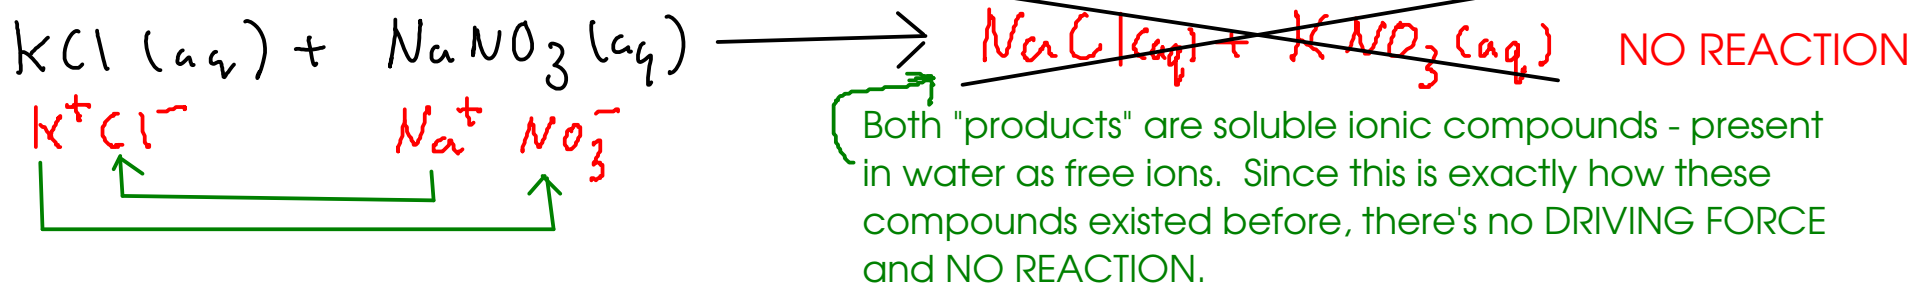 KCl (aq) + NaNO₃ (aq) → NaCl(aq) + KNO₃(aq) NO REACTION
K⁺Cl⁻ Na⁺ NO₃⁻
Both "products" are soluble ionic compounds - present
in water as free ions. Since this is exactly how these
compounds existed before, there's no DRIVING FORCE
and NO REACTION.